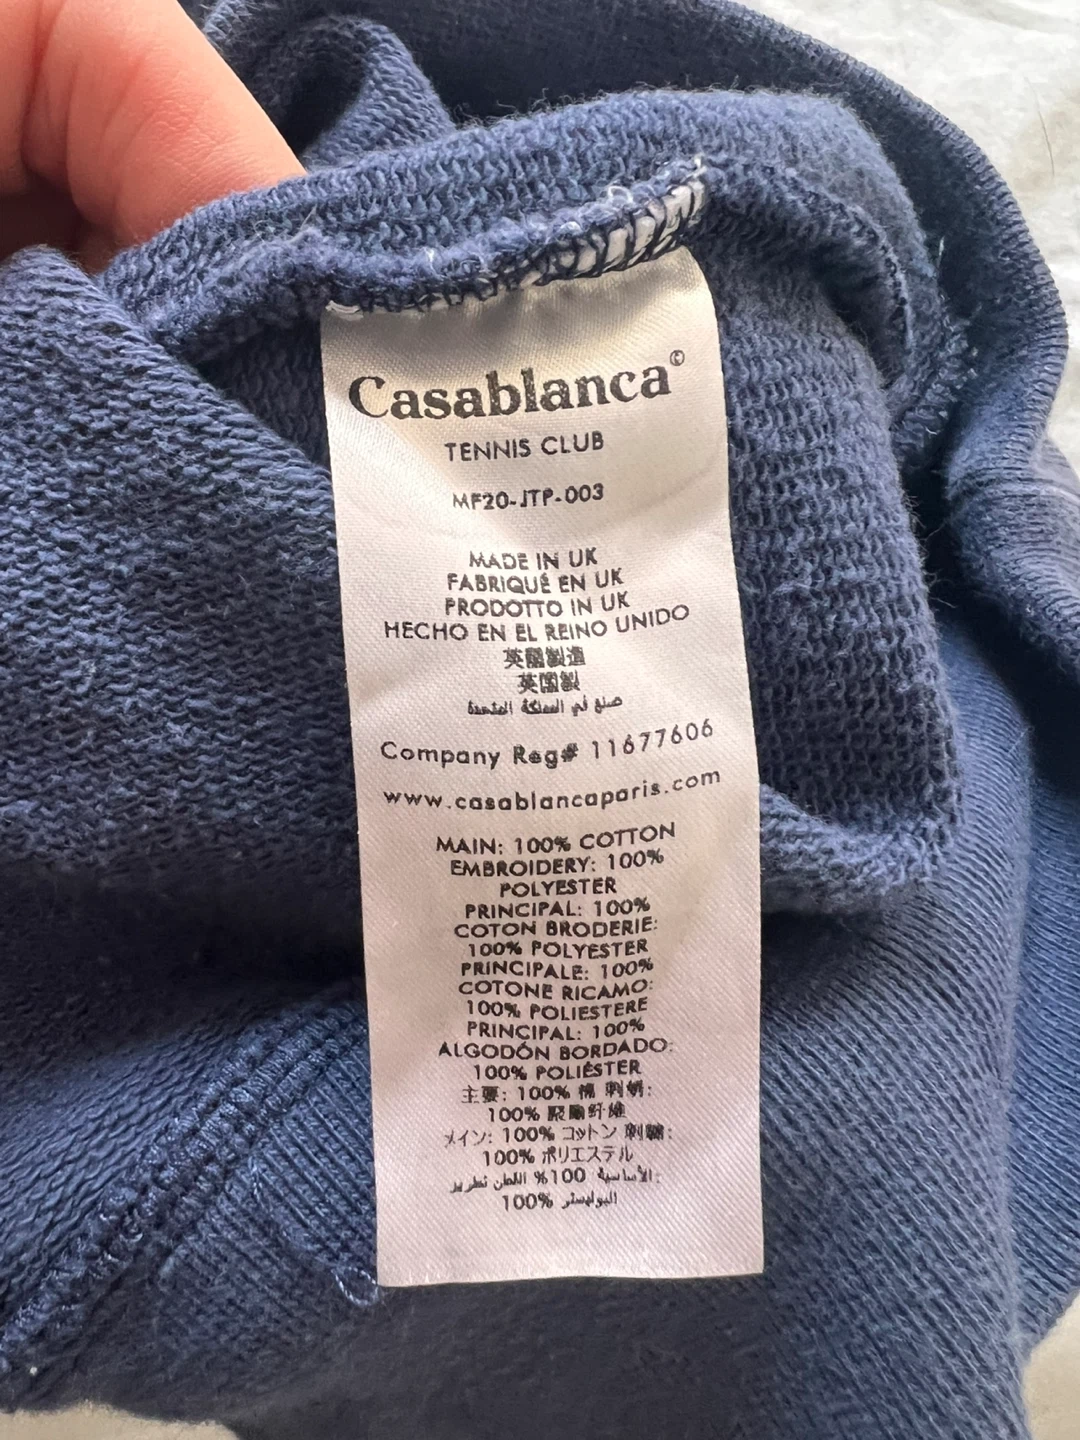 Casablanca©
TENNIS CLUB
MF20-JTP-003
MADE IN UK
FABRIQUÉ EN UK
PRODOTTO IN UK
HECHO EN EL REINO UNIDO
英國製造
英国製
صنع في المملكة المتحدة
Company Reg# 11677606
www.casablancaparis.com
MAIN: 100% COTTON
EMBROIDERY: 100%
POLYESTER
PRINCIPAL: 100%
COTON BRODERIE:
100% POLYESTER
PRINCIPALE: 100%
COTONE RICAMO:
100% POLIESTERE
PRINCIPAL: 100%
ALGODÓN BORDADO:
100% POLIÉSTER
主要: 100% 棉 刺绣:
100% 聚酯纤维
メイン: 100% コットン 刺繍:
100% ポリエステル
الأساسية: 100% القطن تطريز
100% البوليستر